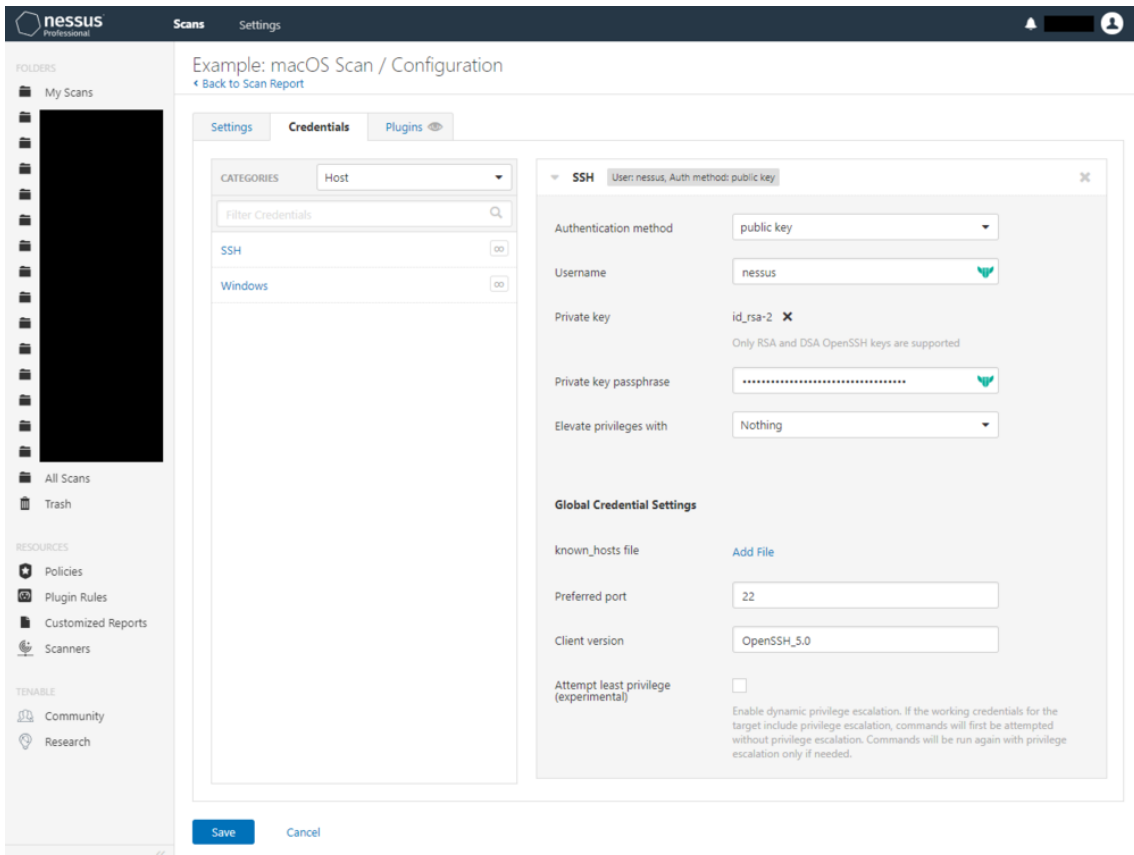 nessus
Professional
Scans
Settings
FOLDERS
My Scans
All Scans
Trash
RESOURCES
Policies
Plugin Rules
Customized Reports
Scanners
TENABLE
Community
Research
Example: macOS Scan / Configuration
Back to Scan Report
Settings
Credentials
Plugins
CATEGORIES
Host
Filter Credentials
SSH
∞
Windows
∞
SSH User: nessus, Auth method: public key
Authentication method
public key
Username
nessus
Private key
id_rsa-2
Only RSA and DSA OpenSSH keys are supported
Private key passphrase
Elevate privileges with
Nothing
Global Credential Settings
known_hosts file
Add File
Preferred port
22
Client version
OpenSSH_5.0
Attempt least privilege
(experimental)
Enable dynamic privilege escalation. If the working credentials for the
target include privilege escalation, commands will first be attempted
without privilege escalation. Commands will be run again with privilege
escalation only if needed.
Save
Cancel